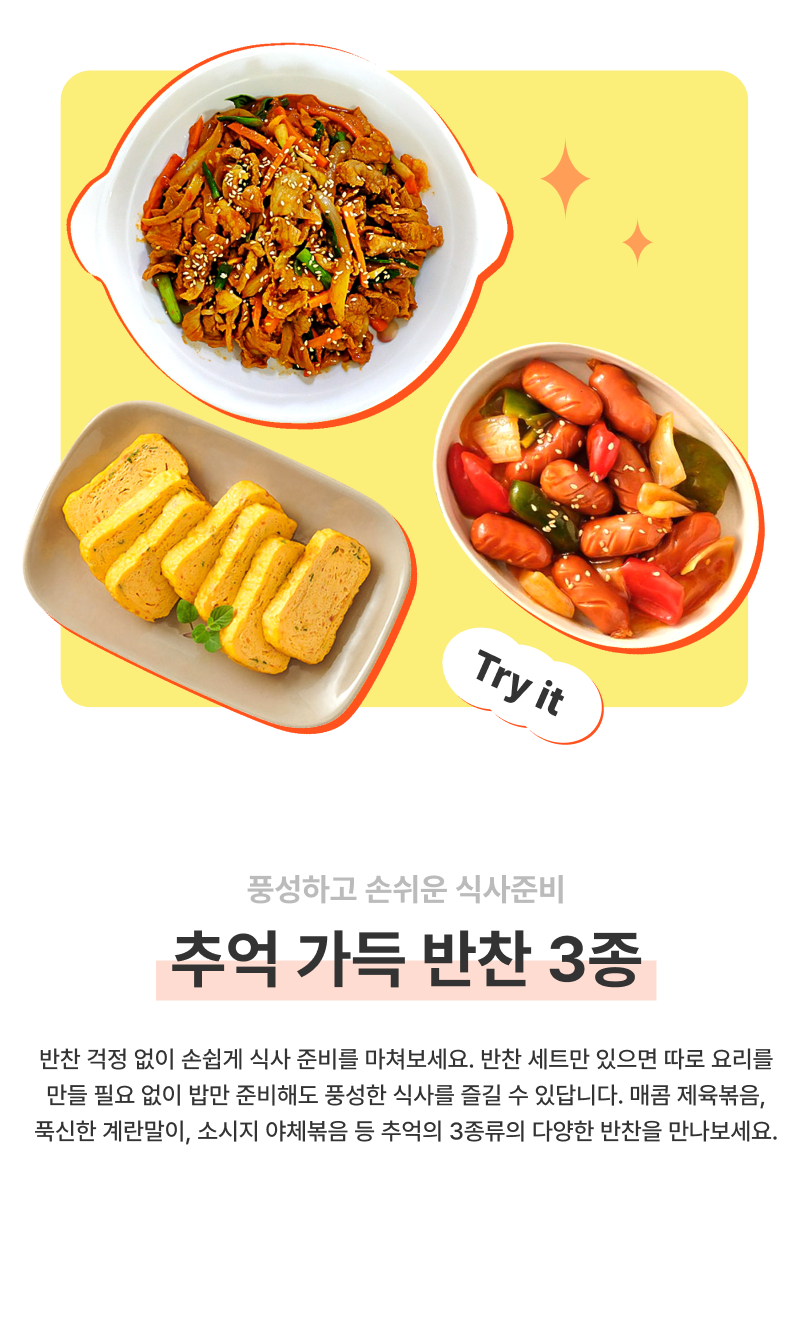 Try it
풍성하고 손쉬운 식사준비
추억 가득 반찬 3종
반찬 걱정 없이 손쉽게 식사 준비를 마쳐보세요. 반찬 세트만 있으면 따로 요리를
만들 필요 없이 밥만 준비해도 풍성한 식사를 즐길 수 있답니다. 매콤 제육볶음,
푹신한 계란말이, 소시지 야체볶음 등 추억의 3종류의 다양한 반찬을 만나보세요.